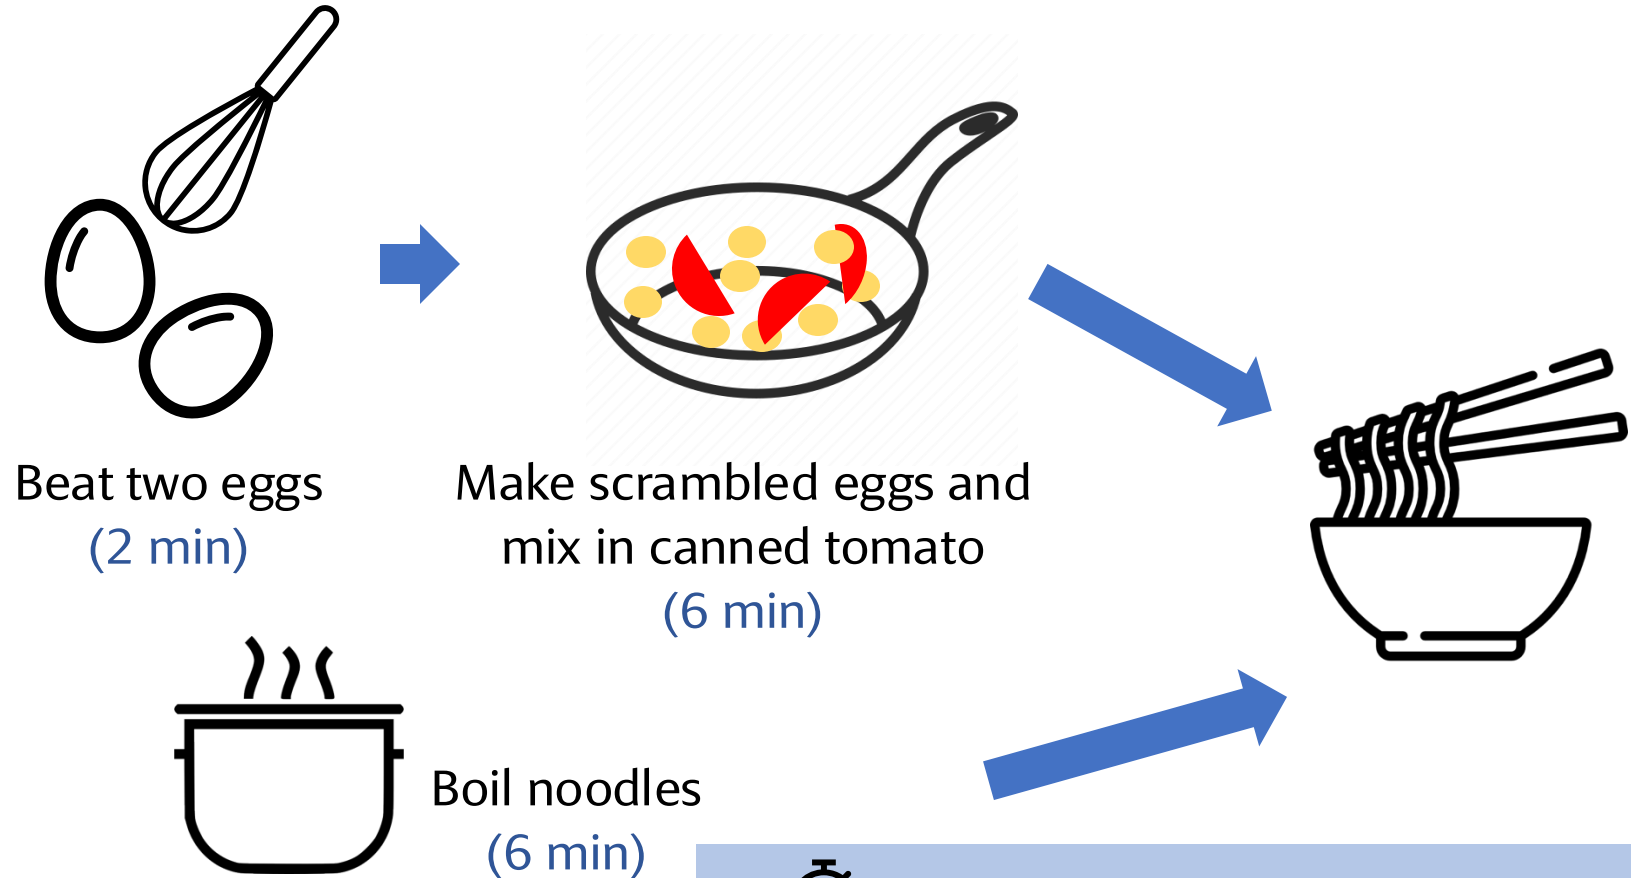 Beat two eggs
(2 min)
Make scrambled eggs and
mix in canned tomato
(6 min)
Boil noodles
(6 min)